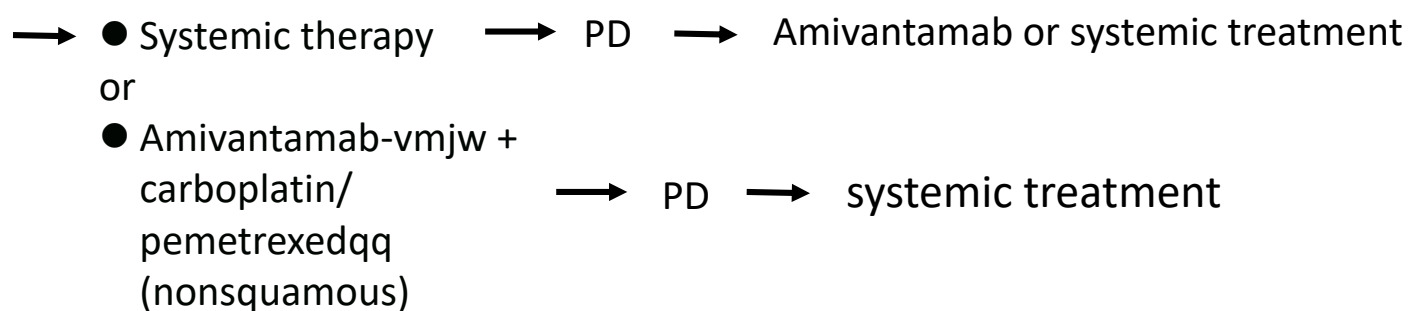 ● Systemic therapy → PD → Amivantamab or systemic treatment
or
● Amivantamab-vmjw +
carboplatin/
→ PD → systemic treatment
pemetrexedqq
(nonsquamous)